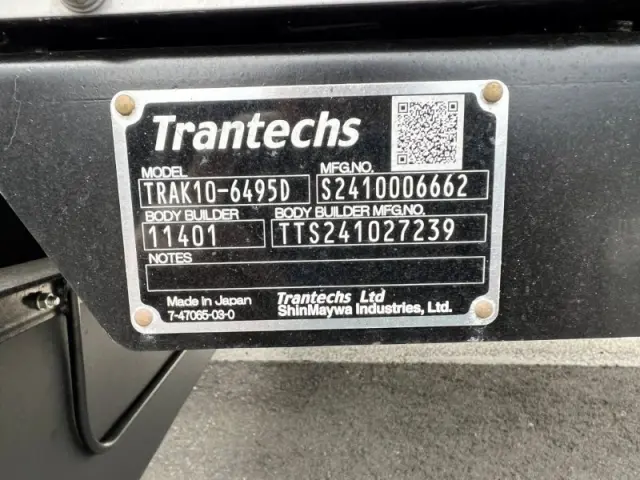 Trantechs
MODEL MFG.NO.
TRAK10-6495D S2410006662
BODY BUILDER BODY BUILDER MFG.NO.
11401 TTS241027239
NOTES
Made in Japan Trantechs Ltd
7-47065-03-0 ShinMaywa Industries, Ltd.